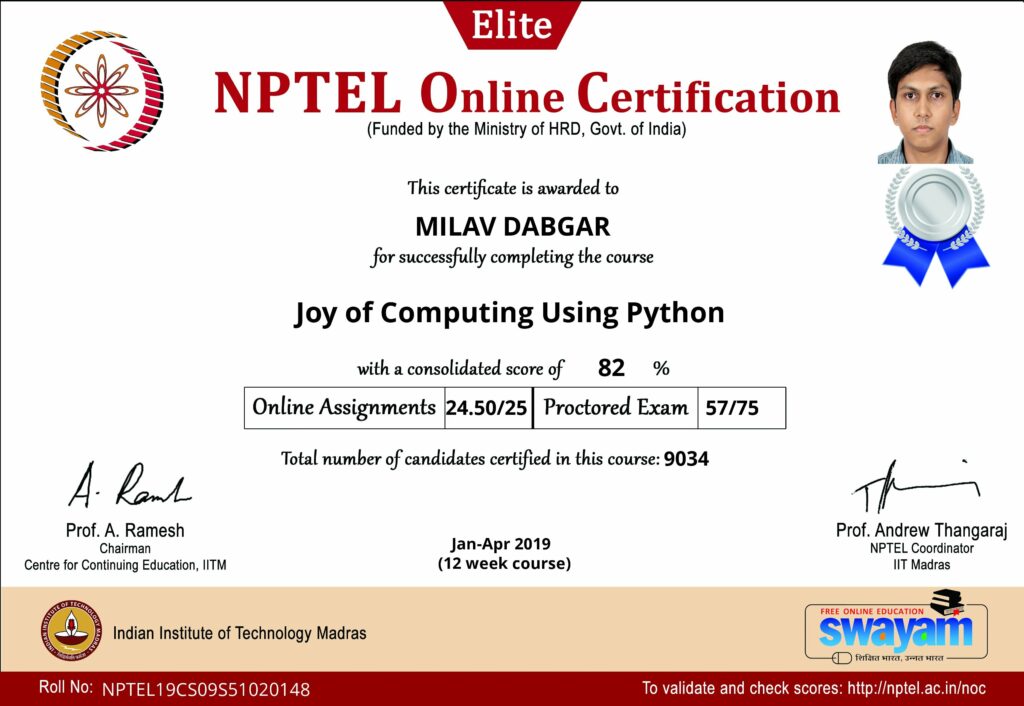 Elite
NPTEL Online Certification
(Funded by the Ministry of HRD, Govt. of India)
This certificate is awarded to
MILAV DABGAR
for successfully completing the course
Joy of Computing Using Python
with a consolidated score of 82 %
Online Assignments 24.50/25 Proctored Exam 57/75
Total number of candidates certified in this course: 9034
A. Ramesh
Prof. A. Ramesh
Chairman
Centre for Continuing Education, IITM
Jan-Apr 2019
(12 week course)
Prof. Andrew Thangaraj
NPTEL Coordinator
IIT Madras
INDIAN INSTITUTE OF TECHNOLOGY MADRAS
Indian Institute of Technology Madras
FREE ONLINE EDUCATION
swayam
शिक्षित भारत, उन्नत भारत
Roll No: NPTEL19CS09S51020148
To validate and check scores: http://nptel.ac.in/noc